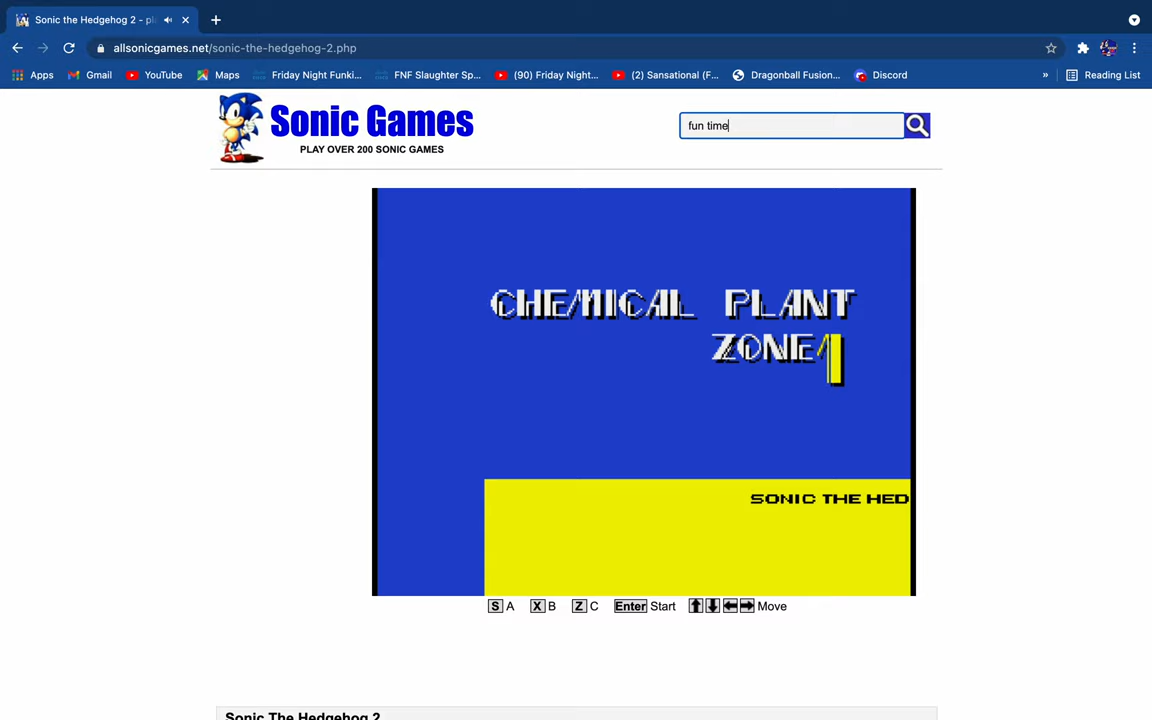 Sonic the Hedgehog 2 - pl
allsonicgames.net/sonic-the-hedgehog-2.php
Apps Gmail YouTube Maps Friday Night Funki... FNF Slaughter Sp... (90) Friday Night... (2) Sansational (F... Dragonball Fusion... Discord » Reading List
Sonic Games
PLAY OVER 200 SONIC GAMES
fun time
CHEMICAL PLANT
ZONE 1
SONIC THE HED
S A X B Z C Enter Start Move
Sonic The Hedgehog 2